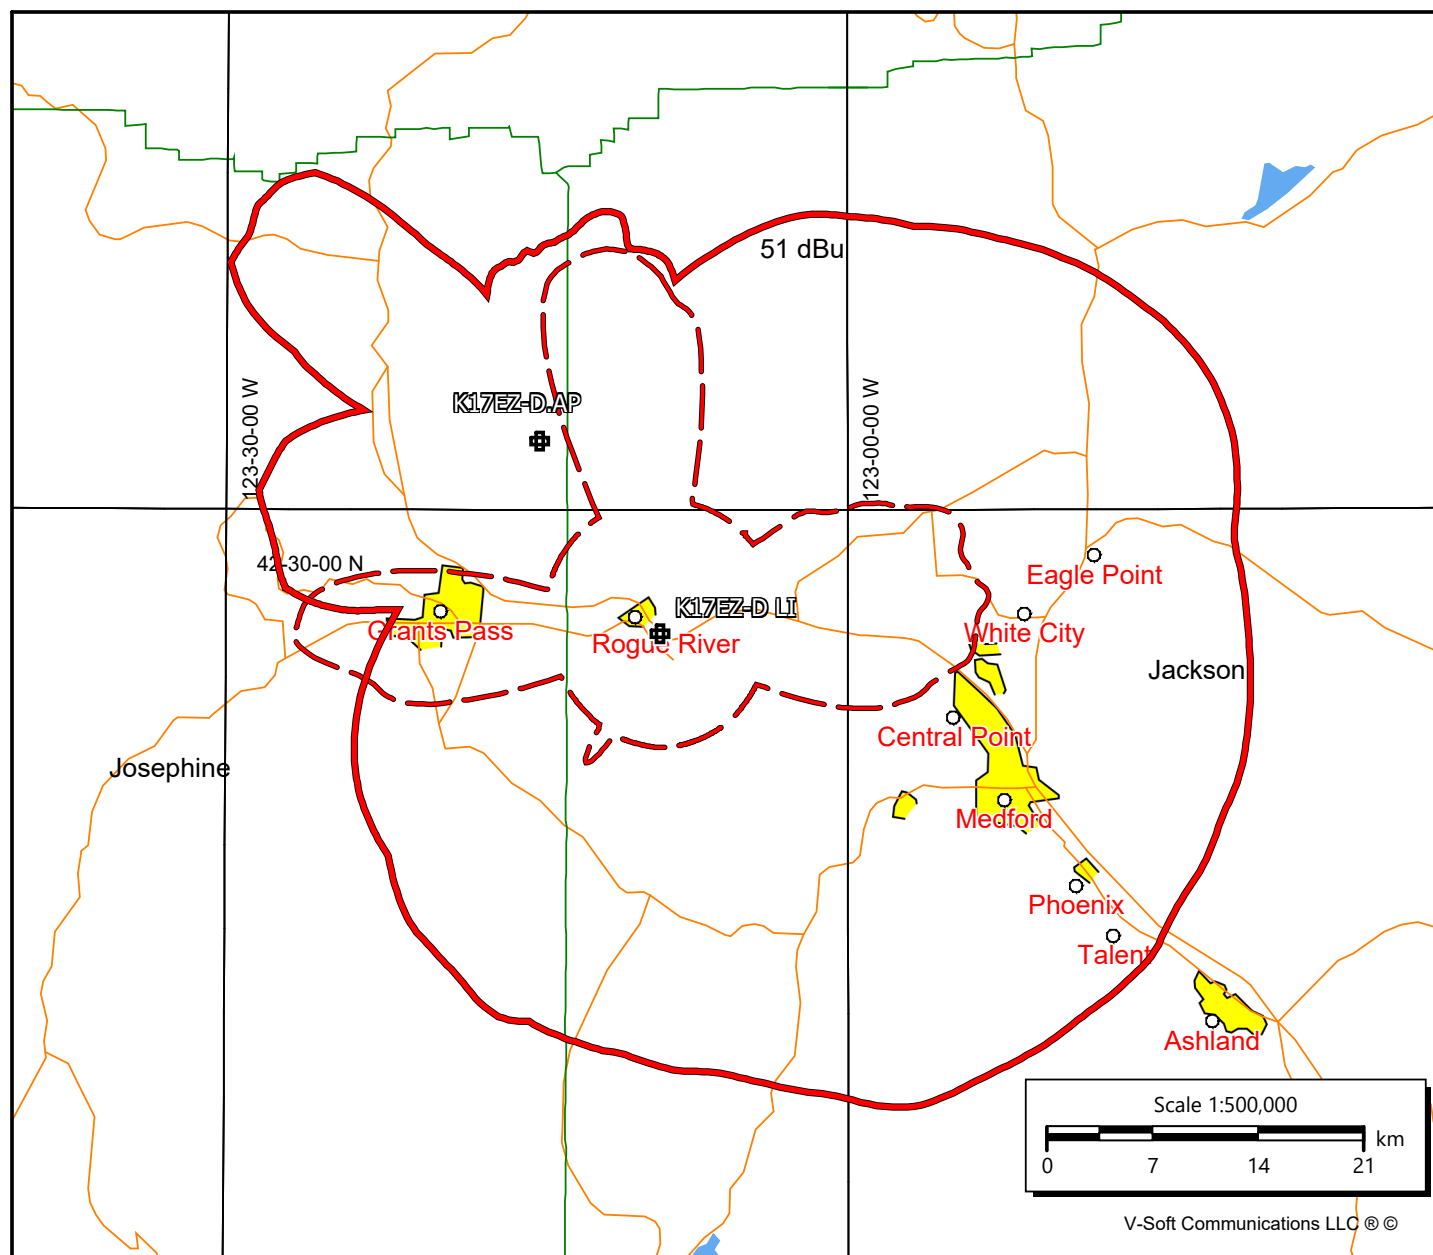 51 dBu
K17EZ-D.AP
123-30-00 W
123-00-00 W
42-30-00 N
Eagle Point
K17EZ-D LI
Grants Pass
White City
Rogue River
Jackson
Central Point
Josephine
Medford
Phoenix
Talent
Ashland
Scale 1:500,000
km
0 7 14 21
V-Soft Communications LLC ® ©